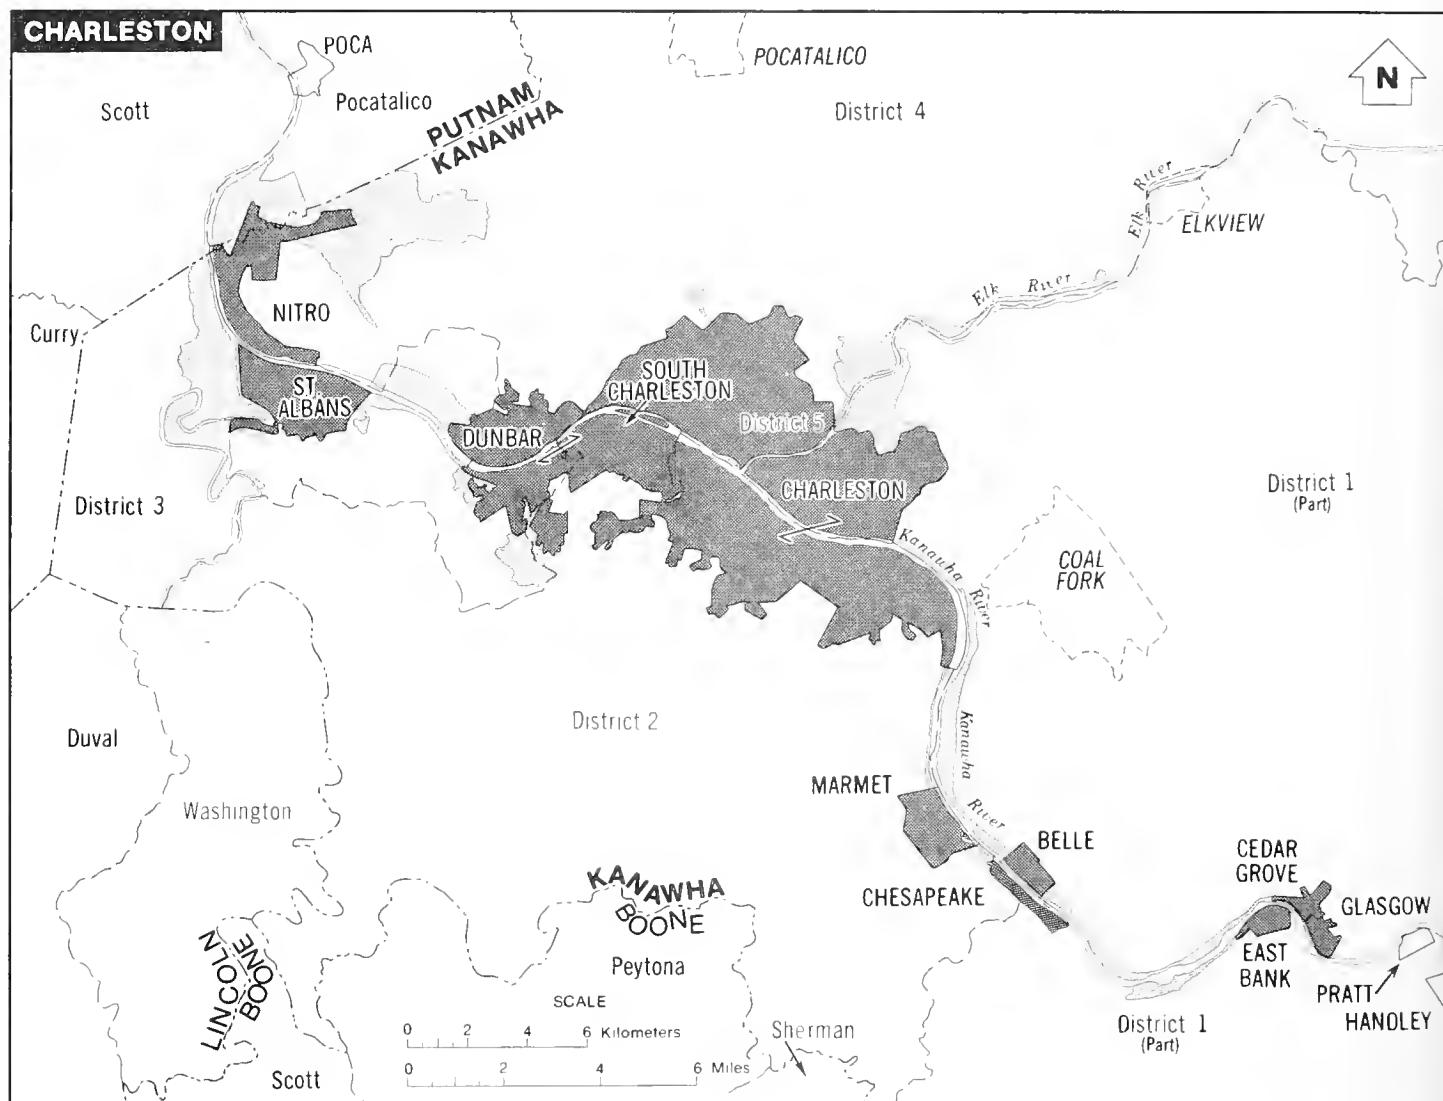 CHARLESTON
POCA
POCATALICO
N
Scott
Pocatalico
PUTNAM
KANAWHA
District 4
Elk River
ELKVIEW
Elk River
NITRO
Curry
SOUTH
CHARLESTON
ST.
ALBANS
DUNBAR
District 5
District 3
CHARLESTON
District 1
(Part)
Kanawha River
COAL
FORK
District 2
Kanawha River
Duval
MARMET
Washington
BELLE
CEDAR
GROVE
KANAWHA
BOONE
CHESAPEAKE
GLASGOW
LINCOLN
BOONE
Peytona
EAST
BANK
PRATT
HANDLEY
SCALE
0 2 4 6 Kilometers
0 2 4 6 Miles
Sherman
District 1
(Part)
Scott